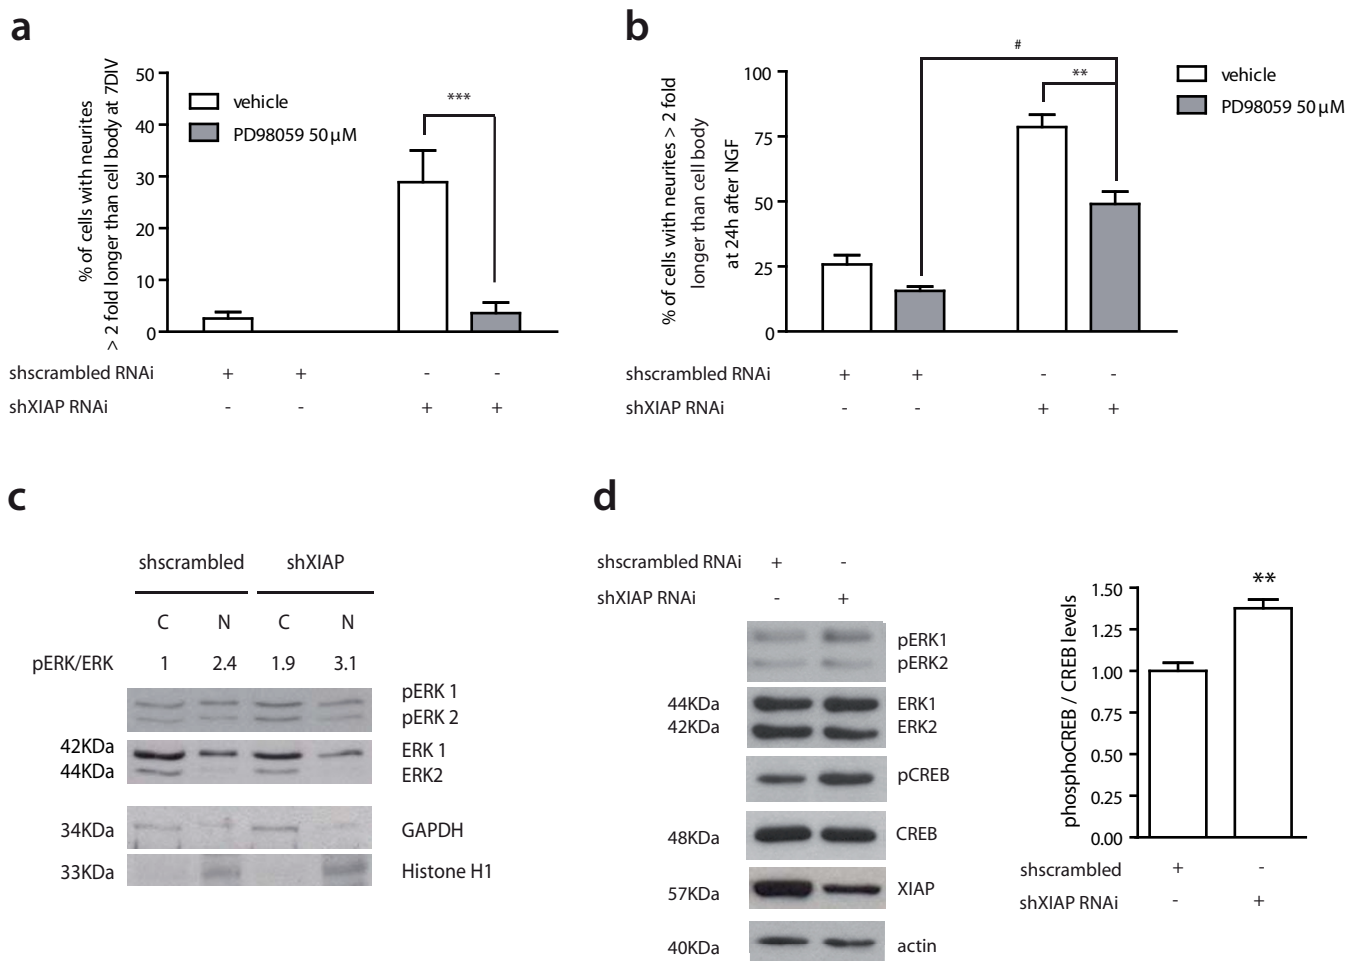 a
% of cells with neurites
> 2 fold longer than cell body at 7DIV
50
40
30
20
10
0
vehicle
PD98059 50 µM
***
shscrambled RNAi + + - -
shXIAP RNAi - - + +
b
% of cells with neurites > 2 fold
longer than cell body
at 24h after NGF
100
75
50
25
0
#
**
vehicle
PD98059 50 µM
shscrambled RNAi + + - -
shXIAP RNAi - - + +
c
shscrambled shXIAP
C N C N
pERK/ERK 1 2.4 1.9 3.1
pERK 1
pERK 2
42KDa ERK 1
44KDa ERK2
34KDa GAPDH
33KDa Histone H1
d
shscrambled RNAi + -
shXIAP RNAi - +
pERK1
pERK2
44KDa ERK1
42KDa ERK2
pCREB
48KDa CREB
57KDa XIAP
40KDa actin
phosphoCREB / CREB levels
1.50
1.25
1.00
0.75
0.50
0.25
0.00
**
shscrambled + -
shXIAP RNAi - +